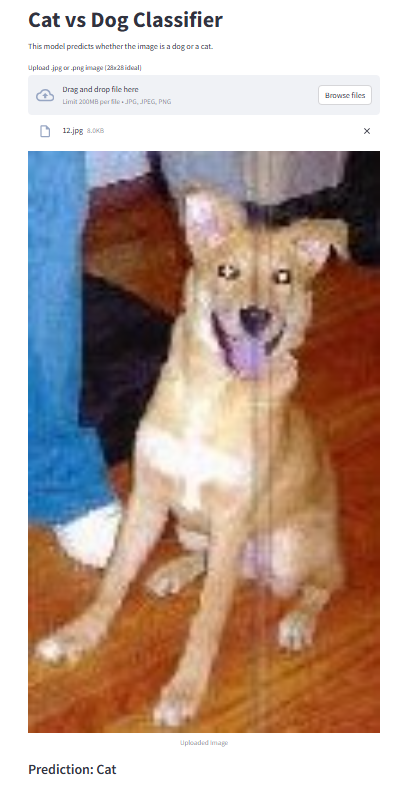 Cat vs Dog Classifier
This model predicts whether the image is a dog or a cat.
Upload .jpg or .png image (28x28 ideal)
Drag and drop file here
Limit 200MB per file • JPG, JPEG, PNG
Browse files
12.jpg 8.0KB
Uploaded Image
Prediction: Cat